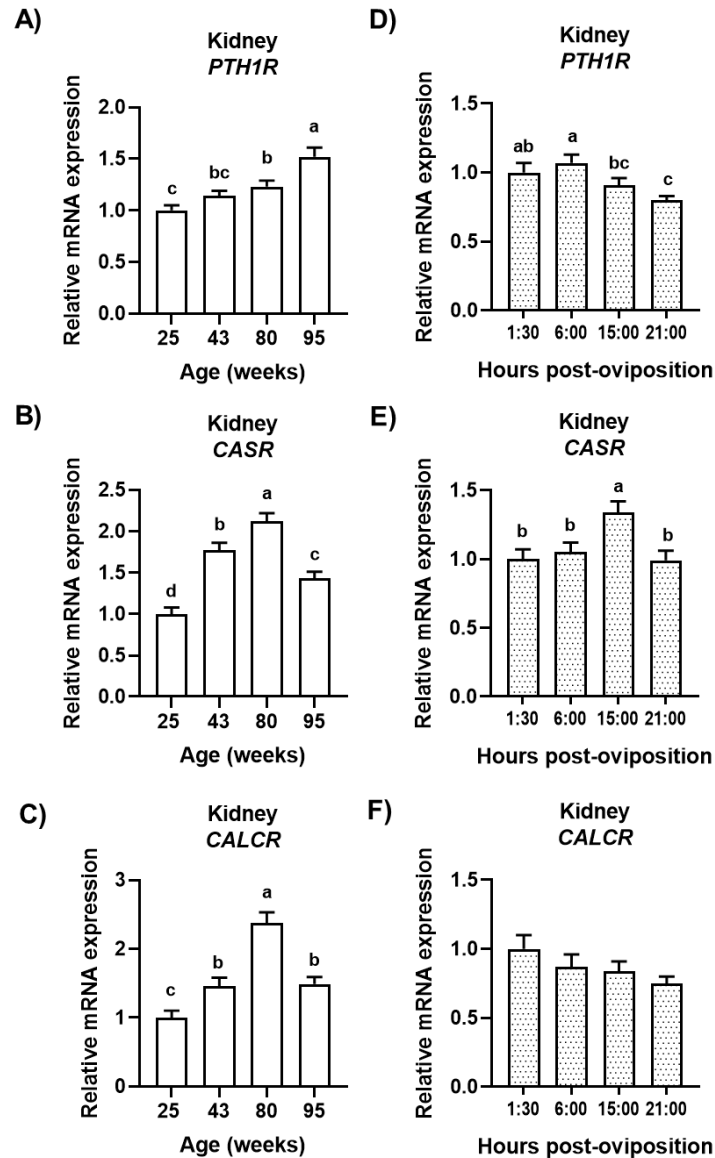 A)
Kidney
PTH1R
Relative mRNA expression
2.0
1.5
1.0
0.5
0.0
c
bc
b
a
25 43 80 95
Age (weeks)
D)
Kidney
PTH1R
Relative mRNA expression
1.5
1.0
0.5
0.0
ab
a
bc
c
1:30 6:00 15:00 21:00
Hours post-oviposition
B)
Kidney
CASR
Relative mRNA expression
2.5
2.0
1.5
1.0
0.5
0.0
d
b
a
c
25 43 80 95
Age (weeks)
E)
Kidney
CASR
Relative mRNA expression
1.5
1.0
0.5
0.0
b
b
a
b
1:30 6:00 15:00 21:00
Hours post-oviposition
C)
Kidney
CALCR
Relative mRNA expression
3
2
1
0
c
b
a
b
25 43 80 95
Age (weeks)
F)
Kidney
CALCR
Relative mRNA expression
1.5
1.0
0.5
0.0
1:30 6:00 15:00 21:00
Hours post-oviposition